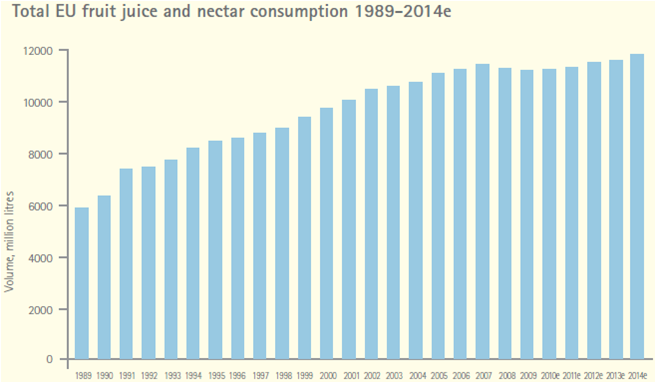 Total EU fruit juice and nectar consumption 1989–2014e
Volume, million litres
12000
10000
8000
6000
4000
2000
0
1989 1990 1991 1992 1993 1994 1995 1996 1997 1998 1999 2000 2001 2002 2003 2004 2005 2006 2007 2008 2009 2010e 2011e 2012e 2013e 2014e